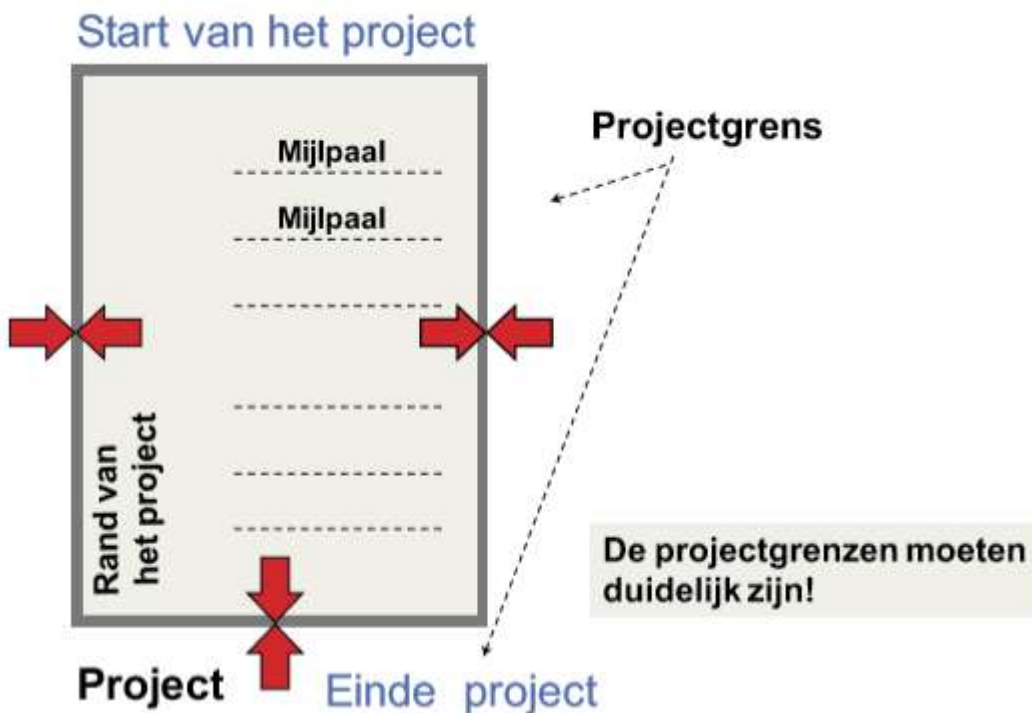 Start van het project
Projectgrens
Mijlpaal
Mijlpaal
Rand van
het project
De projectgrenzen moeten
duidelijk zijn!
Project
Einde project